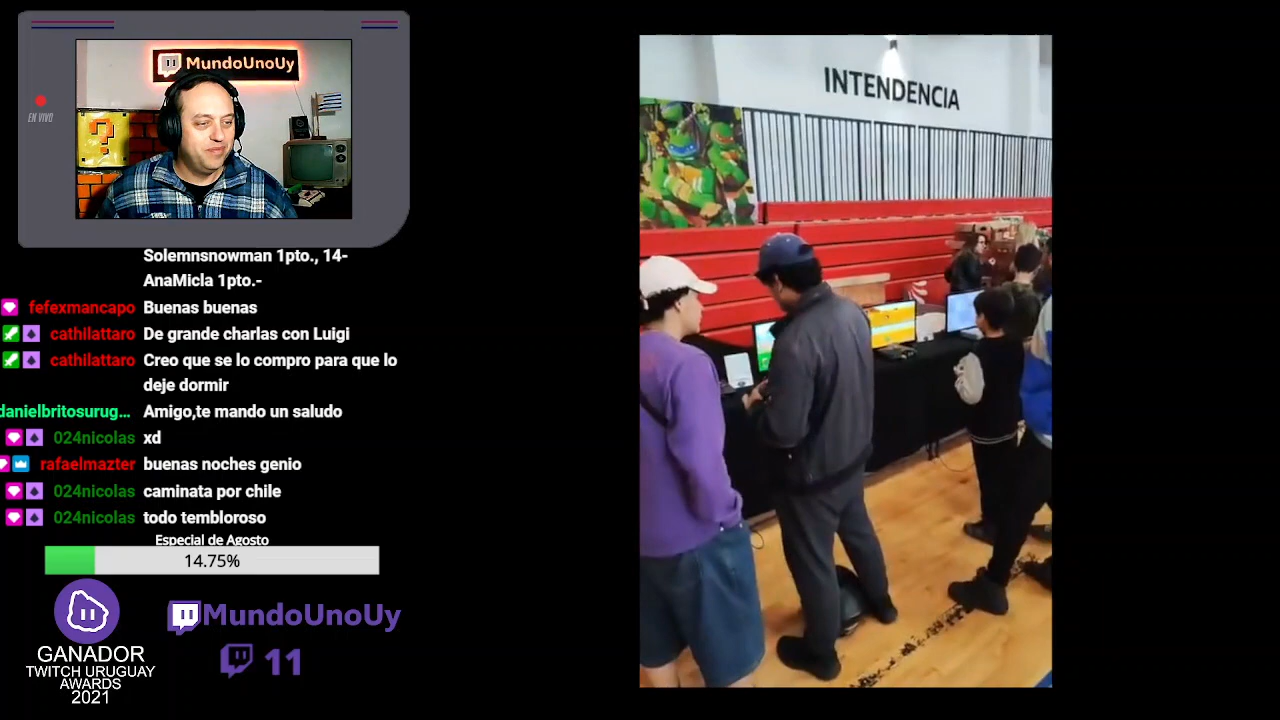 MundoUnoUy
EN VIVO
Solemnsnowman 1pto., 14-
AnaMicla 1pto.-
fefexmancapo Buenas buenas
cathilattaro De grande charlas con Luigi
cathilattaro Creo que se lo compro para que lo
deje dormir
danielbritosurug... Amigo,te mando un saludo
024nicolas xd
rafaelmazter buenas noches genio
024nicolas caminata por chile
024nicolas todo tembloroso
Especial de Agosto
14.75%
MundoUnoUy
11
GANADOR
TWITCH URUGUAY
AWARDS
2021
INTENDENCIA
?